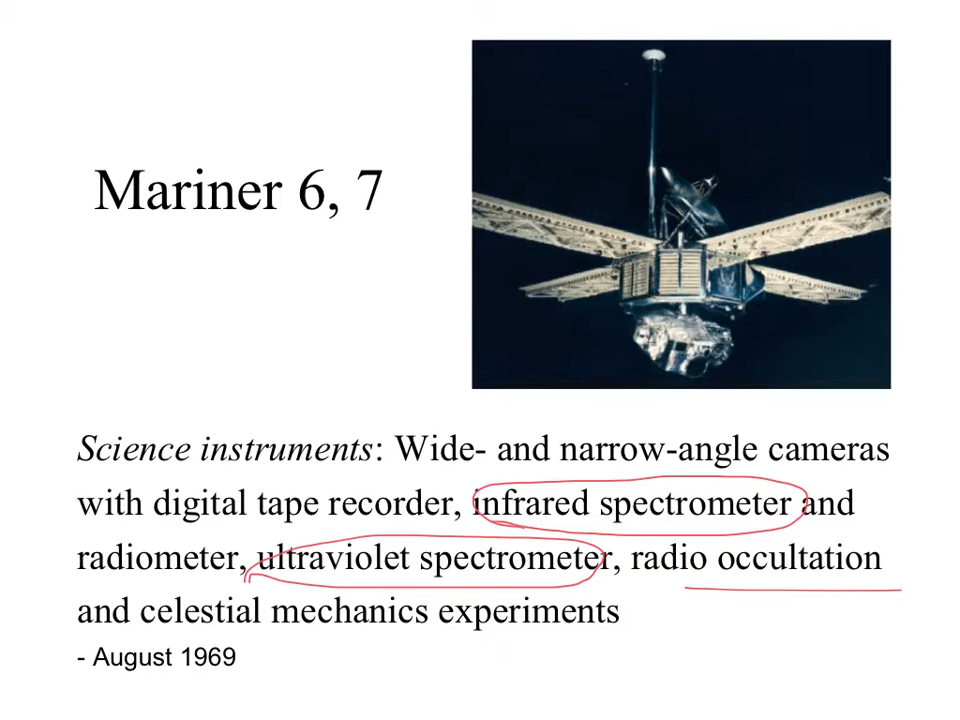 Mariner 6, 7
Science instruments: Wide- and narrow-angle cameras
with digital tape recorder, infrared spectrometer and
radiometer, ultraviolet spectrometer, radio occultation
and celestial mechanics experiments
- August 1969